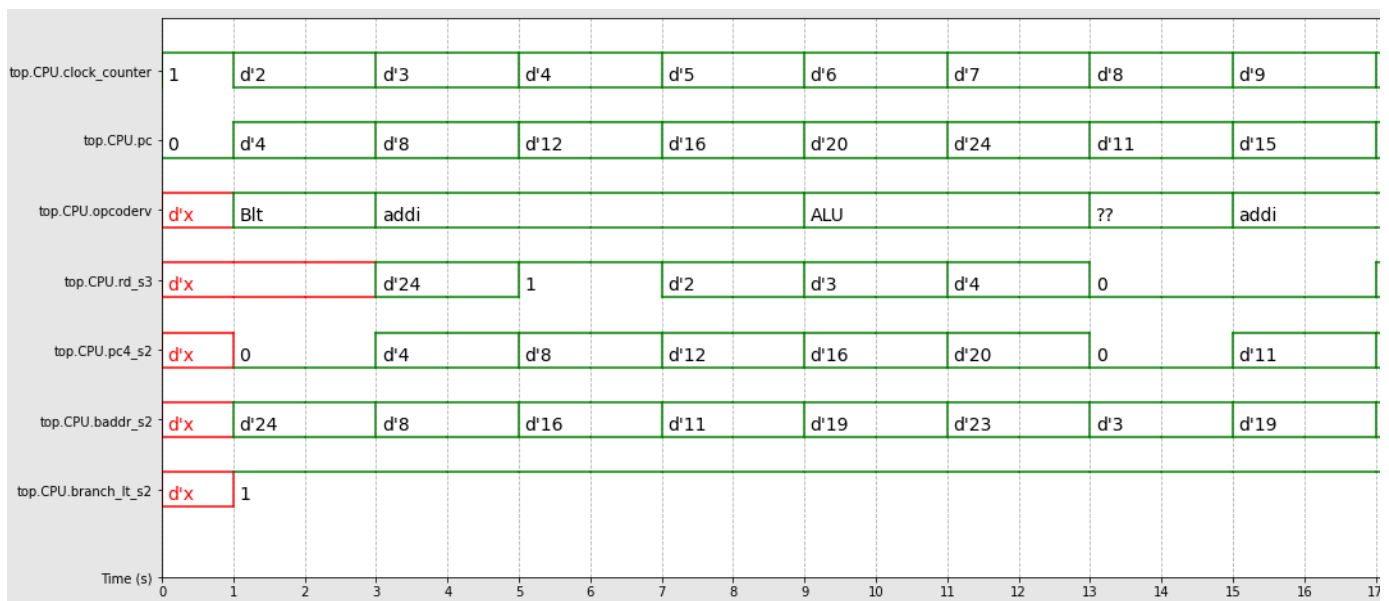 top.CPU.clock_counter 1 d'2 d'3 d'4 d'5 d'6 d'7 d'8 d'9
top.CPU.pc 0 d'4 d'8 d'12 d'16 d'20 d'24 d'11 d'15
top.CPU.opcoderv d'x Blt addi ALU ?? addi
top.CPU.rd_s3 d'x d'24 1 d'2 d'3 d'4 0
top.CPU.pc4_s2 d'x 0 d'4 d'8 d'12 d'16 d'20 0 d'11
top.CPU.baddr_s2 d'x d'24 d'8 d'16 d'11 d'19 d'23 d'3 d'19
top.CPU.branch_lt_s2 d'x 1
Time (s) 0 1 2 3 4 5 6 7 8 9 10 11 12 13 14 15 16 17